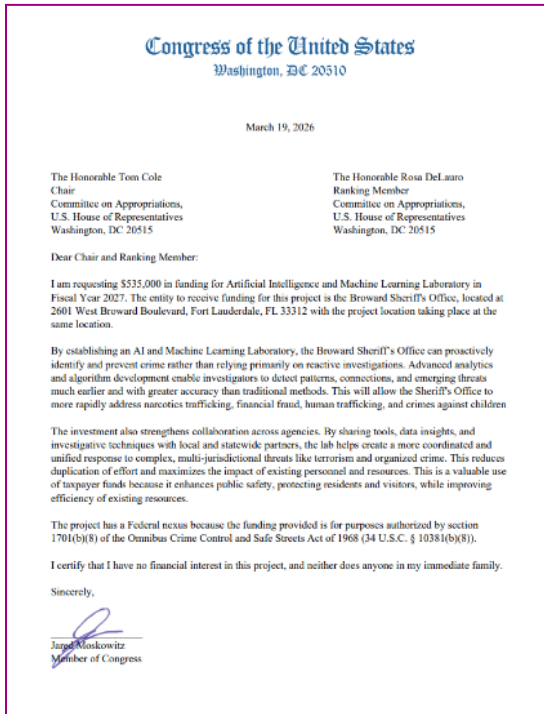 Congress of the United States
Washington, DC 20510
March 19, 2026
The Honorable Tom Cole
Chair
Committee on Appropriations,
U.S. House of Representatives
Washington, DC 20515
The Honorable Rosa DeLauro
Ranking Member
Committee on Appropriations,
U.S. House of Representatives
Washington, DC 20515
Dear Chair and Ranking Member:
I am requesting $535,000 in funding for Artificial Intelligence and Machine Learning Laboratory in
Fiscal Year 2027. The entity to receive funding for this project is the Broward Sheriff's Office, located at
2601 West Broward Boulevard, Fort Lauderdale, FL 33312 with the project location taking place at the
same location.
By establishing an AI and Machine Learning Laboratory, the Broward Sheriff's Office can proactively
identify and prevent crime rather than relying primarily on reactive investigations. Advanced analytics
and algorithm development enable investigators to detect patterns, connections, and emerging threats
much earlier and with greater accuracy than traditional methods. This will allow the Sheriff's Office to
more rapidly address narcotics trafficking, financial fraud, human trafficking, and crimes against children
The investment also strengthens collaboration across agencies. By sharing tools, data insights, and
investigative techniques with local and statewide partners, the lab helps create a more coordinated and
unified response to complex, multi-jurisdictional threats like terrorism and organized crime. This reduces
duplication of effort and maximizes the impact of existing personnel and resources. This is a valuable use
of taxpayer funds because it enhances public safety, protecting residents and visitors, while improving
efficiency of existing resources.
The project has a Federal nexus because the funding provided is for purposes authorized by section
1701(b)(8) of the Omnibus Crime Control and Safe Streets Act of 1968 (34 U.S.C. § 10381(b)(8)).
I certify that I have no financial interest in this project, and neither does anyone in my immediate family.
Sincerely,
Jared Moskowitz
Member of Congress